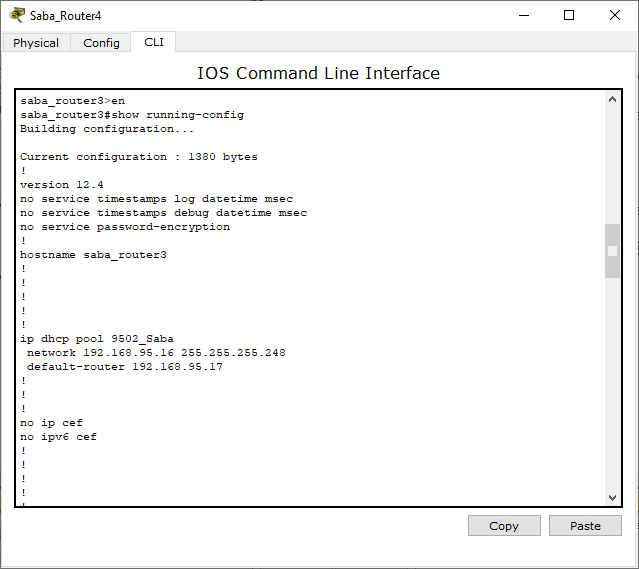 Saba_Router4
Physical Config CLI
IOS Command Line Interface
saba_router3>en
saba_router3#show running-config
Building configuration...
Current configuration : 1380 bytes
!
version 12.4
no service timestamps log datetime msec
no service timestamps debug datetime msec
no service password-encryption
!
hostname saba_router3
!
!
!
!
!
ip dhcp pool 9502_Saba
network 192.168.95.16 255.255.255.248
default-router 192.168.95.17
!
!
!
no ip cef
no ipv6 cef
!
!
!
!
!
Copy Paste